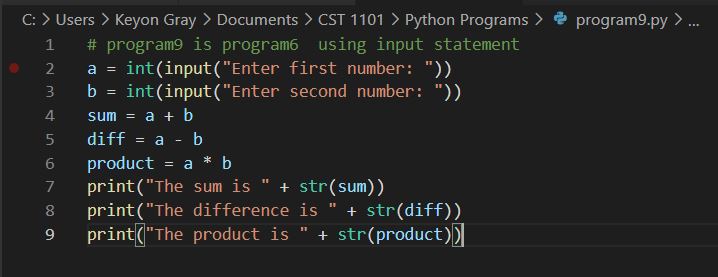 C: > Users > Keyon Gray > Documents > CST 1101 > Python Programs > program9.py > ...
1 # program9 is program6  using input statement
2 a = int(input("Enter first number: "))
3 b = int(input("Enter second number: "))
4 sum = a + b
5 diff = a - b
6 product = a * b
7 print("The sum is " + str(sum))
8 print("The difference is " + str(diff))
9 print("The product is " + str(product))